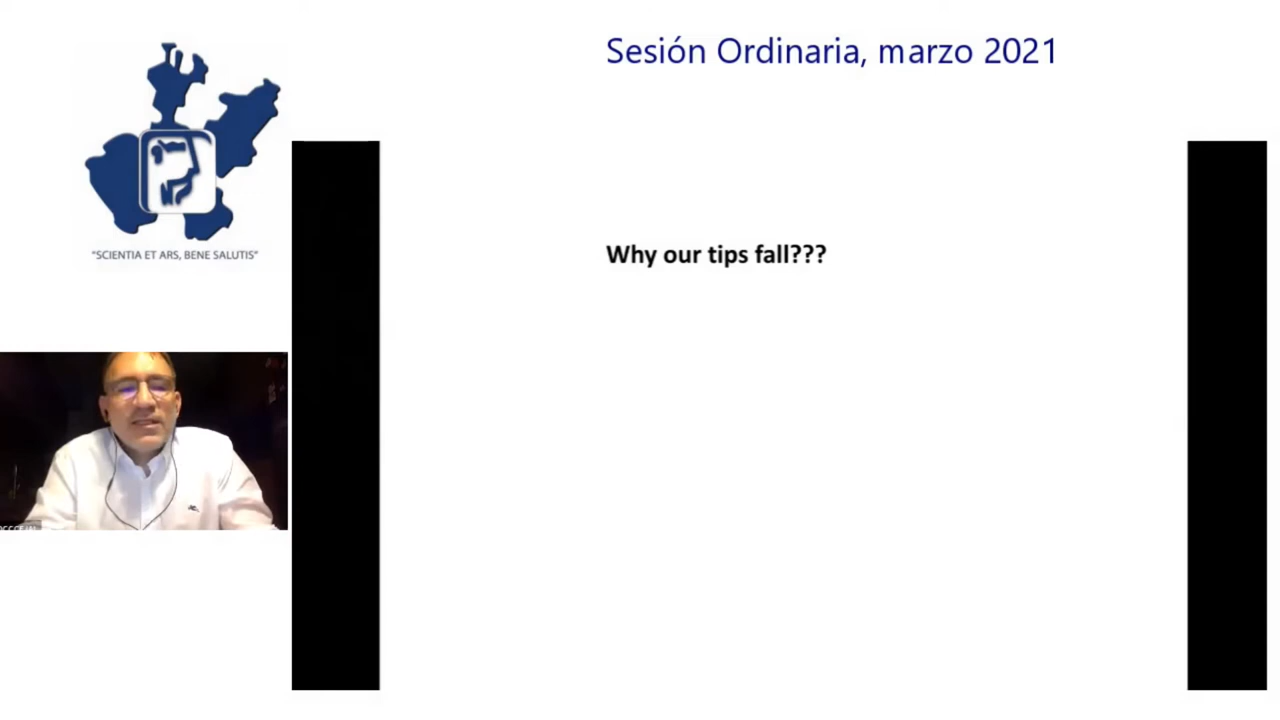 Sesión Ordinaria, marzo 2021
"SCIENTIA ET ARS, BENE SALUTIS"
Why our tips fall???